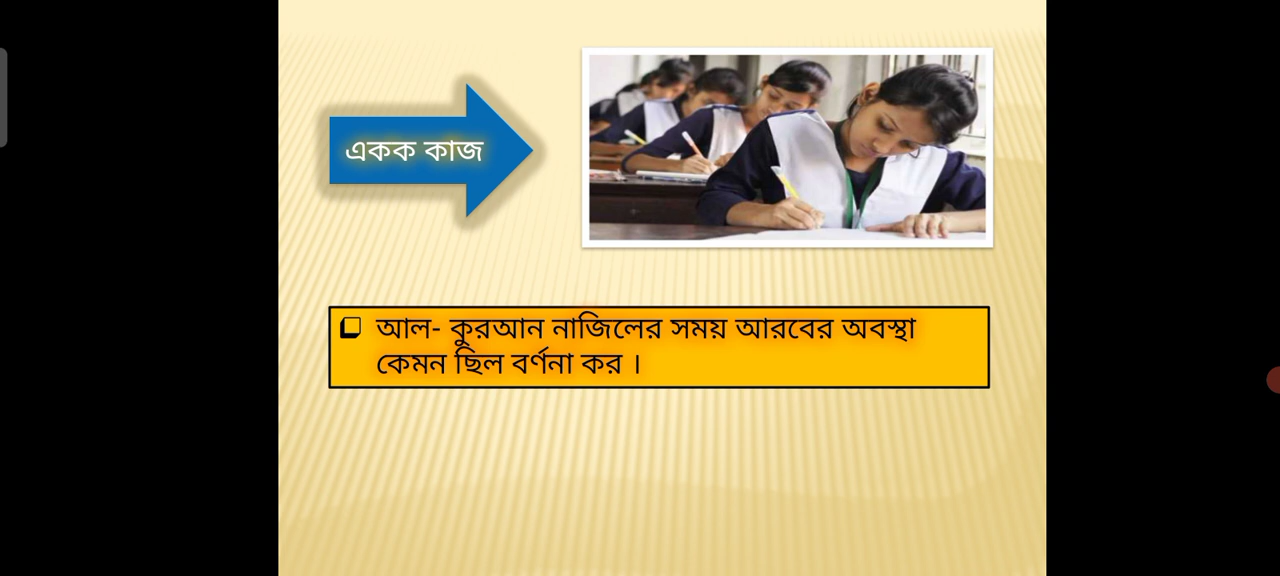 একক কাজ
আল- কুরআন নাজিলের সময় আরবের অবস্থা
কেমন ছিল বর্ণনা কর ।